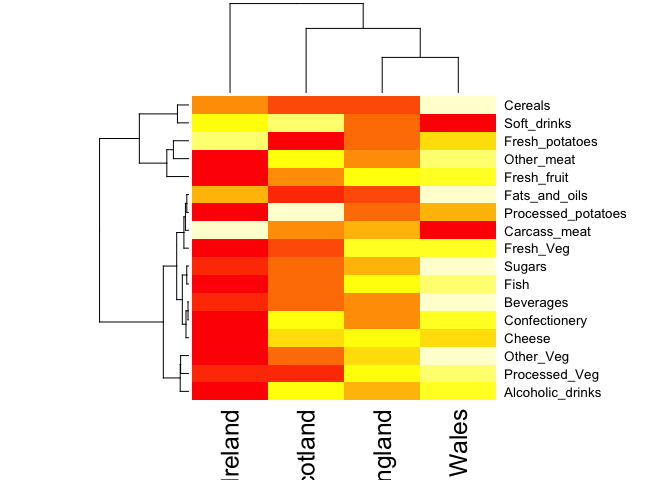 Cereals
Soft_drinks
Fresh_potatoes
Other_meat
Fresh_fruit
Fats_and_oils
Processed_potatoes
Carcass_meat
Fresh_Veg
Sugars
Fish
Beverages
Confectionery
Cheese
Other_Veg
Processed_Veg
Alcoholic_drinks
Ireland
cotland
ngland
Wales